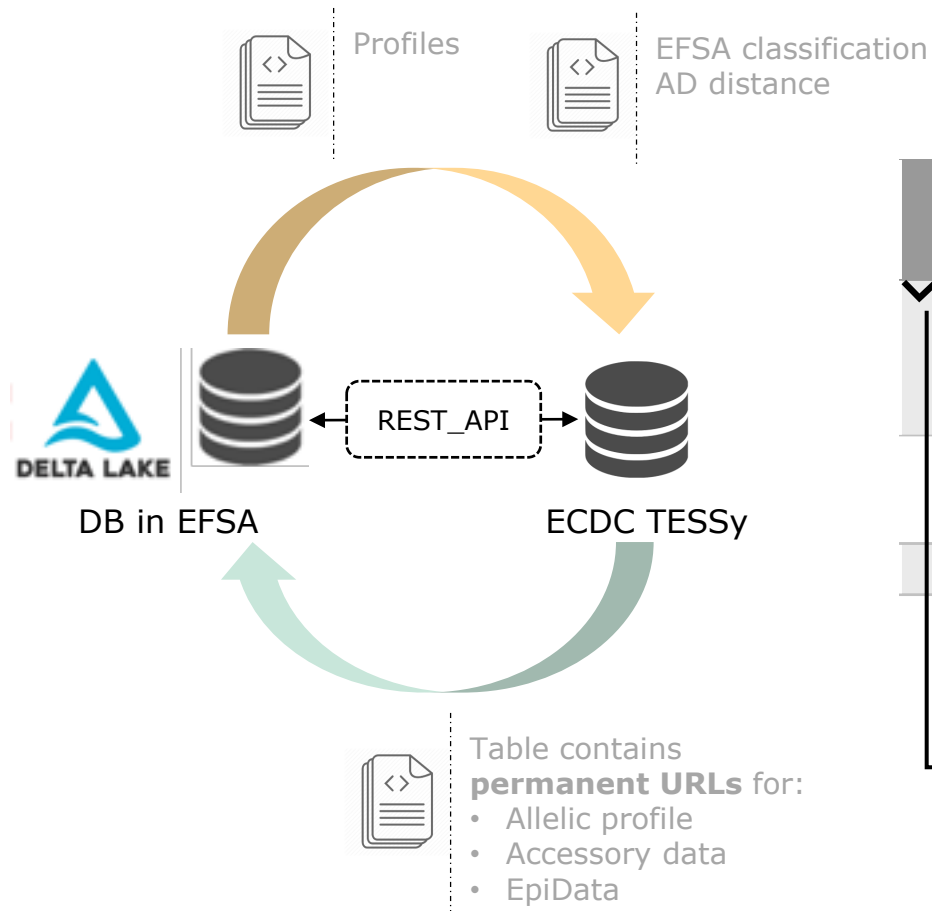 Profiles
EFSA classification
AD distance
REST_API
DELTA LAKE
DB in EFSA
ECDC TESSy
Table contains
permanent URLs for:
• Allelic profile
• Accessory data
• EpiData